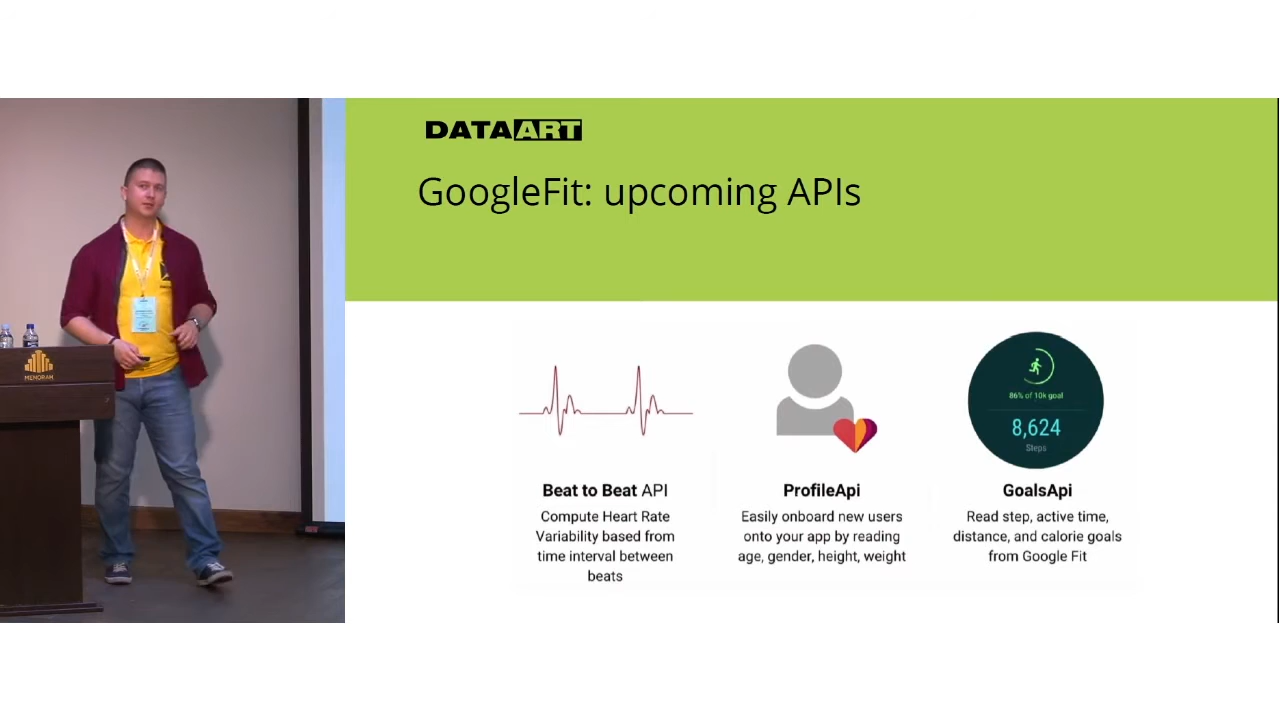 DATAART
GoogleFit: upcoming APIs
MENORAH
86% of 10k goal
8,624
Steps
Beat to Beat API
Compute Heart Rate
Variability based from
time interval between
beats
ProfileApi
Easily onboard new users
onto your app by reading
age, gender, height, weight
GoalsApi
Read step, active time,
distance, and calorie goals
from Google Fit